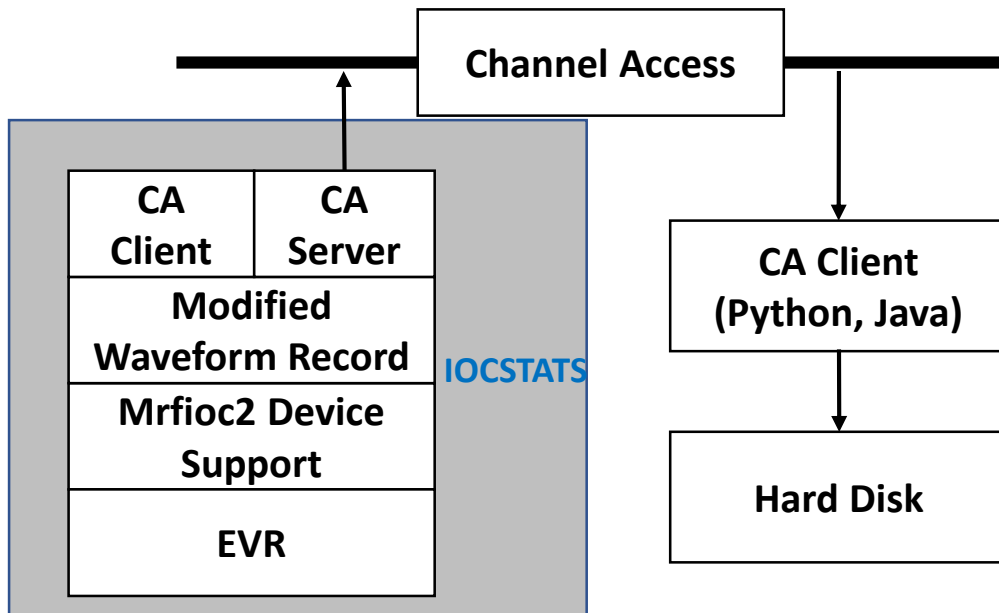 Channel Access
CA
Client
CA
Server
Modified
Waveform Record
IOCSTATS
Mrfioc2 Device
Support
EVR
CA Client
(Python, Java)
Hard Disk